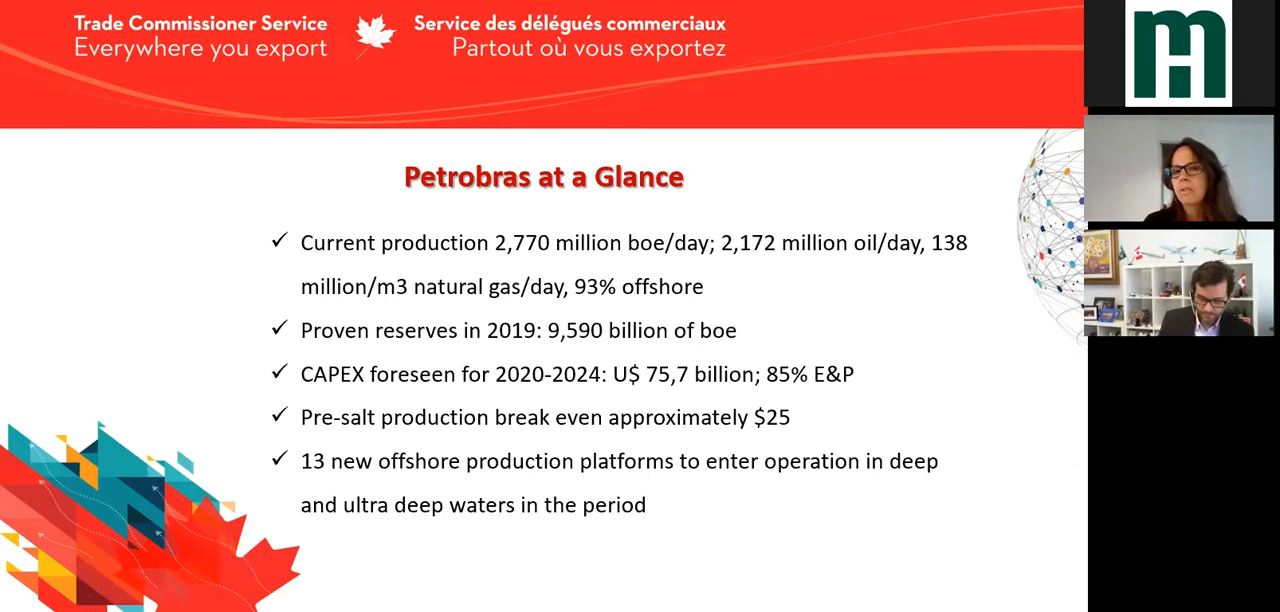 Trade Commissioner Service
Everywhere you export
Service des délégués commerciaux
Partout où vous exportez
Petrobras at a Glance
✓ Current production 2,770 million boe/day; 2,172 million oil/day, 138
million/m3 natural gas/day, 93% offshore
✓ Proven reserves in 2019: 9,590 billion of boe
✓ CAPEX foreseen for 2020-2024: U$ 75,7 billion; 85% E&P
✓ Pre-salt production break even approximately $25
✓ 13 new offshore production platforms to enter operation in deep
and ultra deep waters in the period